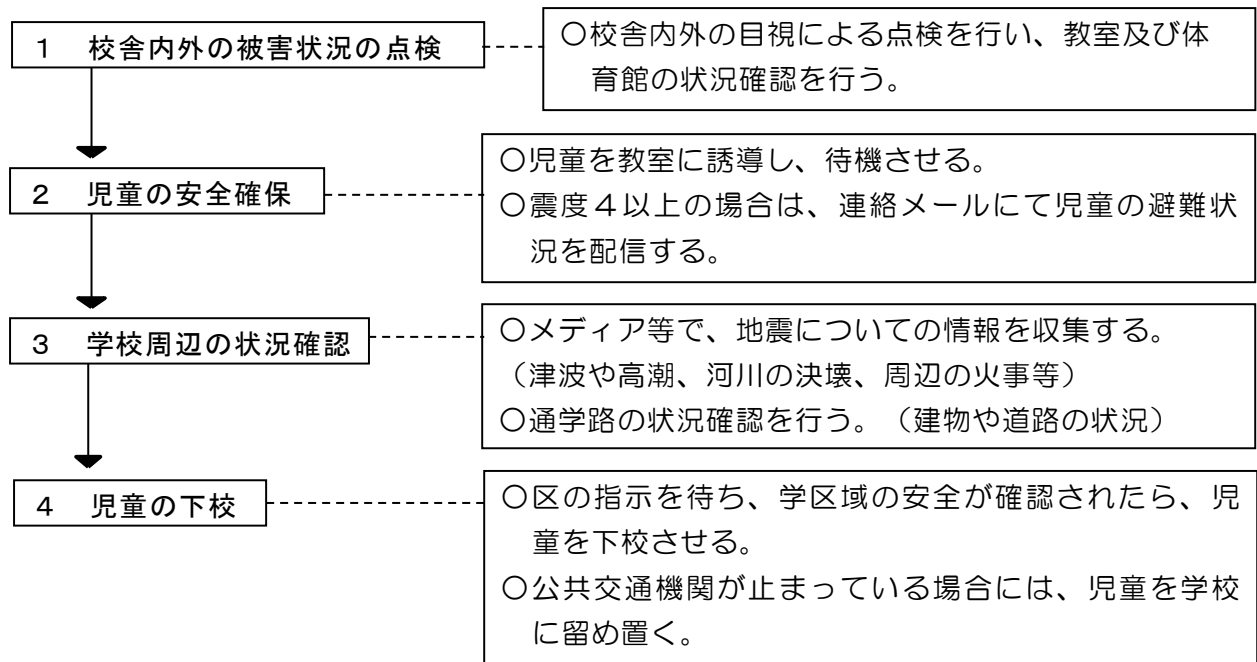 １　校舎内外の被害状況の点検
○校舎内外の目視による点検を行い、教室及び体
育館の状況確認を行う。
２　児童の安全確保
○児童を教室に誘導し、待機させる。
○震度４以上の場合は、連絡メールにて児童の避難状
況を配信する。
３　学校周辺の状況確認
○メディア等で、地震についての情報を収集する。
（津波や高潮、河川の決壊、周辺の火事等）
○通学路の状況確認を行う。（建物や道路の状況）
４　児童の下校
○区の指示を待ち、学区域の安全が確認されたら、児
童を下校させる。
○公共交通機関が止まっている場合には、児童を学校
に留め置く。